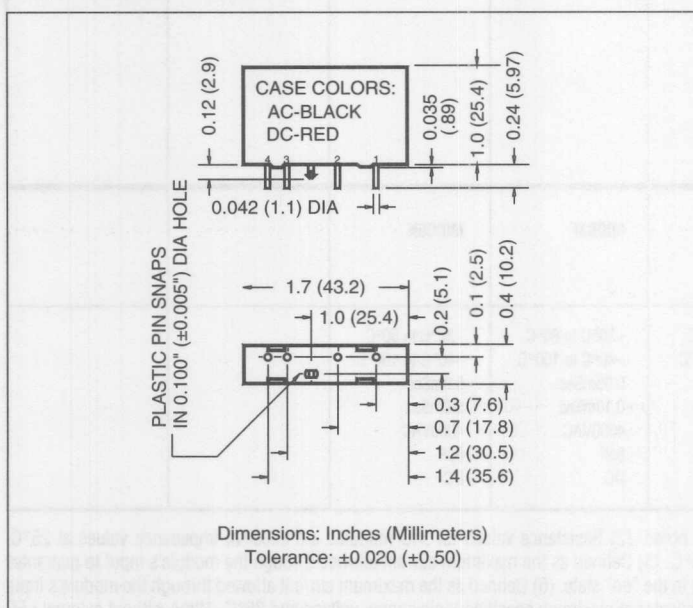 CASE COLORS:
AC-BLACK
DC-RED
0.12 (2.9)
0.035
(.89)
1.0 (25.4)
0.24 (5.97)
4 3 2 1
0.042 (1.1) DIA
PLASTIC PIN SNAPS
IN 0.100" (±0.005") DIA HOLE
1.7 (43.2)
1.0 (25.4)
0.2 (5.1)
0.1 (2.5)
0.4 (10.2)
0.3 (7.6)
0.7 (17.8)
1.2 (30.5)
1.4 (35.6)
Dimensions: Inches (Millimeters)
Tolerance: ±0.020 (±0.50)